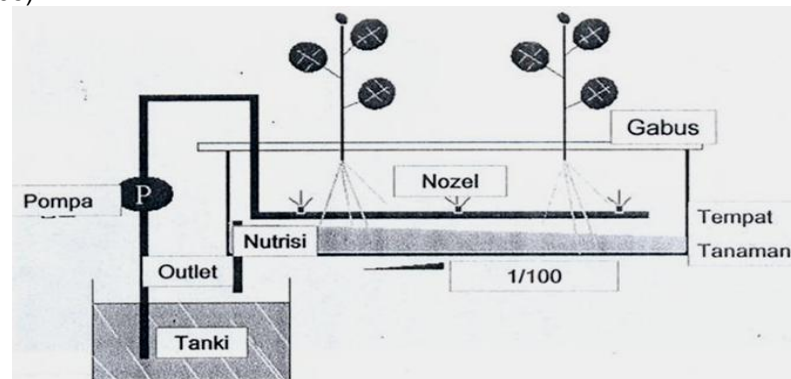 Gabus
Nozel
Pompa
P
Tempat
Tanaman
Nutrisi
Outlet
1/100
Tanki